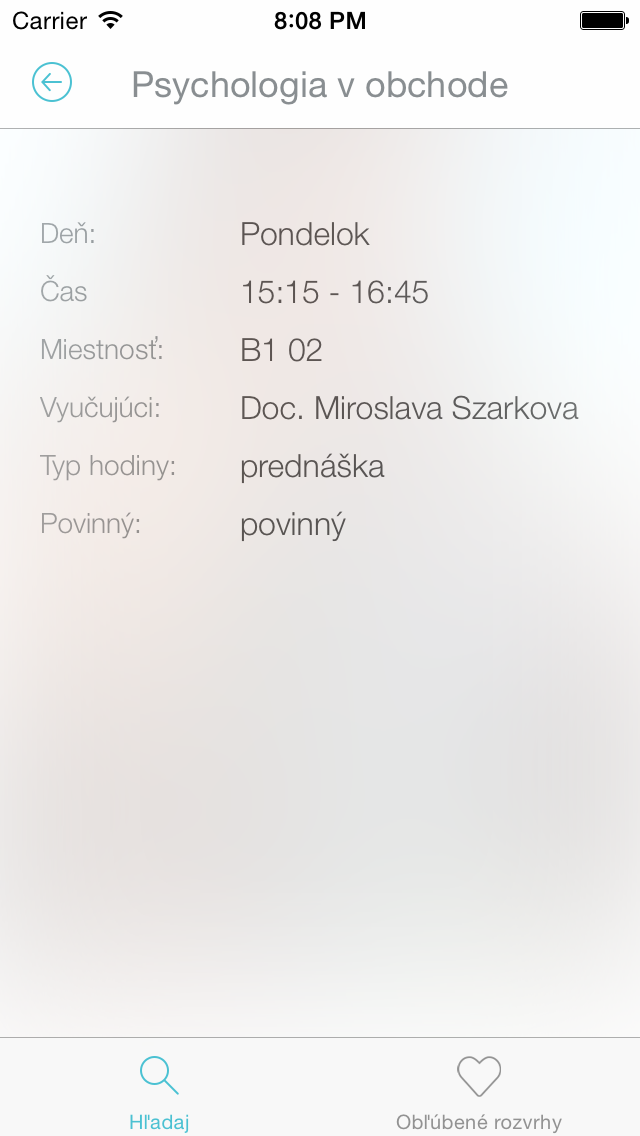 Carrier 8:08 PM
Psychologia v obchode
Deň: Pondelok
Čas 15:15 - 16:45
Miestnosť: B1 02
Vyučujúci: Doc. Miroslava Szarkova
Typ hodiny: prednáška
Povinný: povinný
Hľadaj Obľúbené rozvrhy